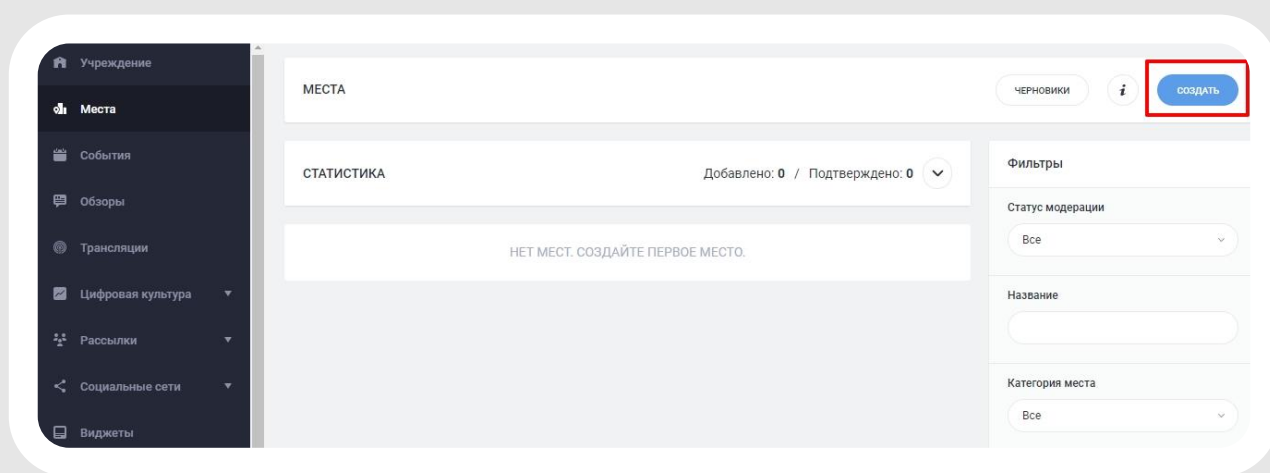 Учреждение
Места
События
Обзоры
Трансляции
Цифровая культура
Рассылки
Социальные сети
Виджеты
МЕСТА
ЧЕРНОВИКИ
i
СОЗДАТЬ
СТАТИСТИКА
Добавлено: 0 / Подтверждено: 0
НЕТ МЕСТ. СОЗДАЙТЕ ПЕРВОЕ МЕСТО.
Фильтры
Статус модерации
Все
Название
Категория места
Все